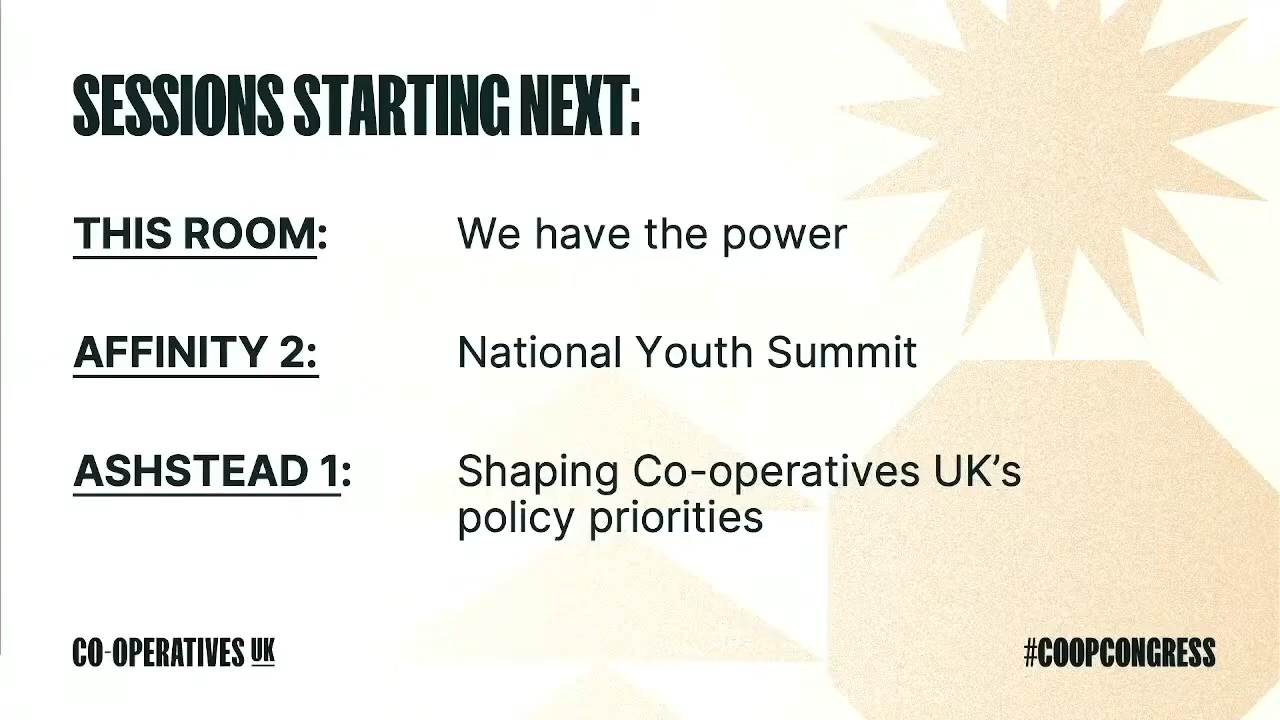 SESSIONS STARTING NEXT:
THIS ROOM: We have the power
AFFINITY 2: National Youth Summit
ASHSTEAD 1: Shaping Co-operatives UK’s
policy priorities
CO-OPERATIVES UK #COOPCONGRESS